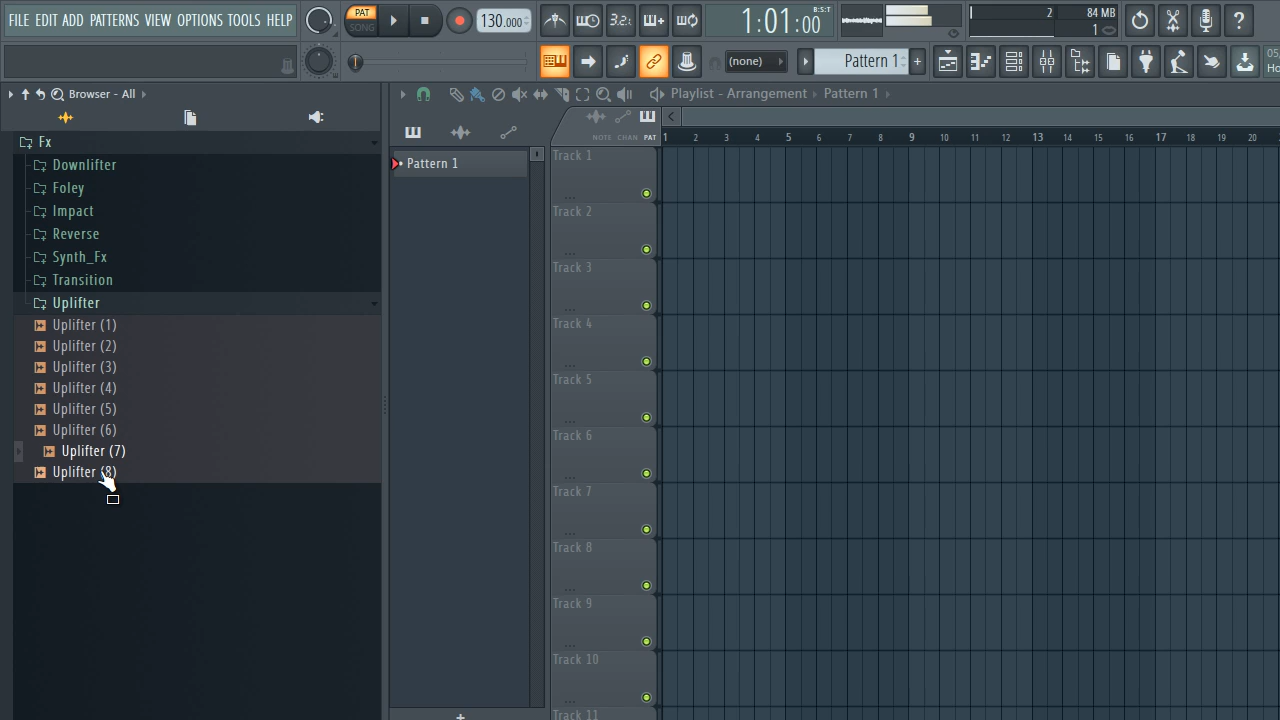 FILE EDIT ADD PATTERNS VIEW OPTIONS TOOLS HELP
PAT
SONG
130.000
3.2.
1:01:00
B:S:T
2
84 MB
1
(none)
Pattern 1
05
Ho
Browser - All
Playlist - Arrangement
Pattern 1
NOTE CHAN PAT
1 2 3 4 5 6 7 8 9 10 11 12 13 14 15 16 17 18 19 20
Fx
Downlifter
Foley
Impact
Reverse
Synth_Fx
Transition
Uplifter
Uplifter (1)
Uplifter (2)
Uplifter (3)
Uplifter (4)
Uplifter (5)
Uplifter (6)
Uplifter (7)
Uplifter (8)
Pattern 1
Track 1
Track 2
Track 3
Track 4
Track 5
Track 6
Track 7
Track 8
Track 9
Track 10
Track 11